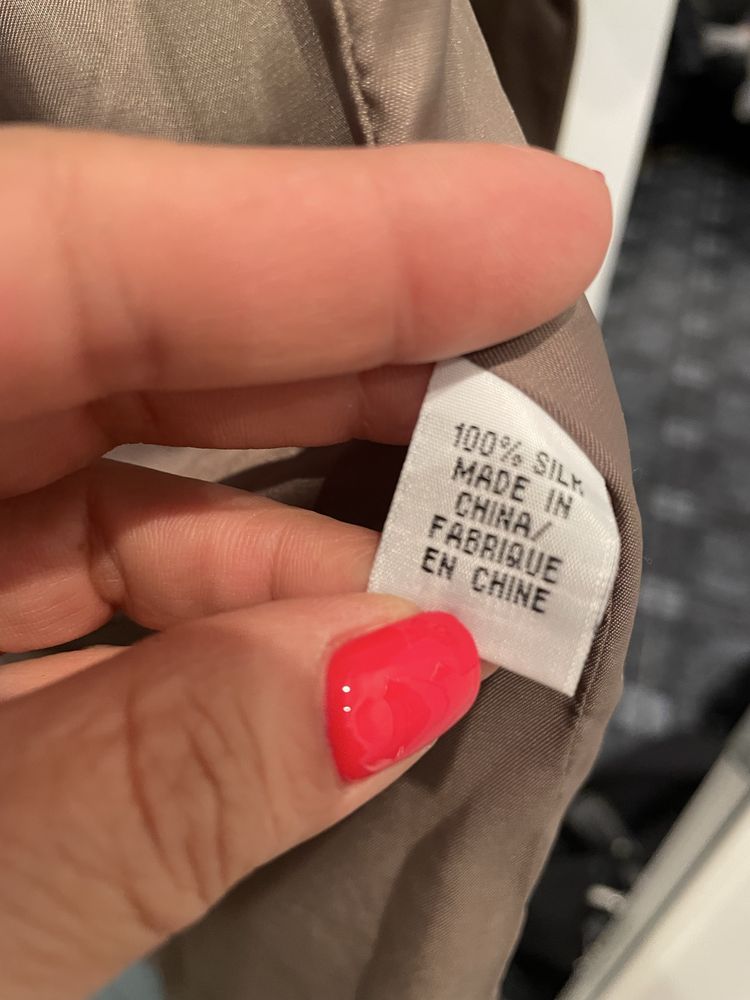 100% SILK
MADE IN
CHINA/
FABRIQUE
EN CHINE